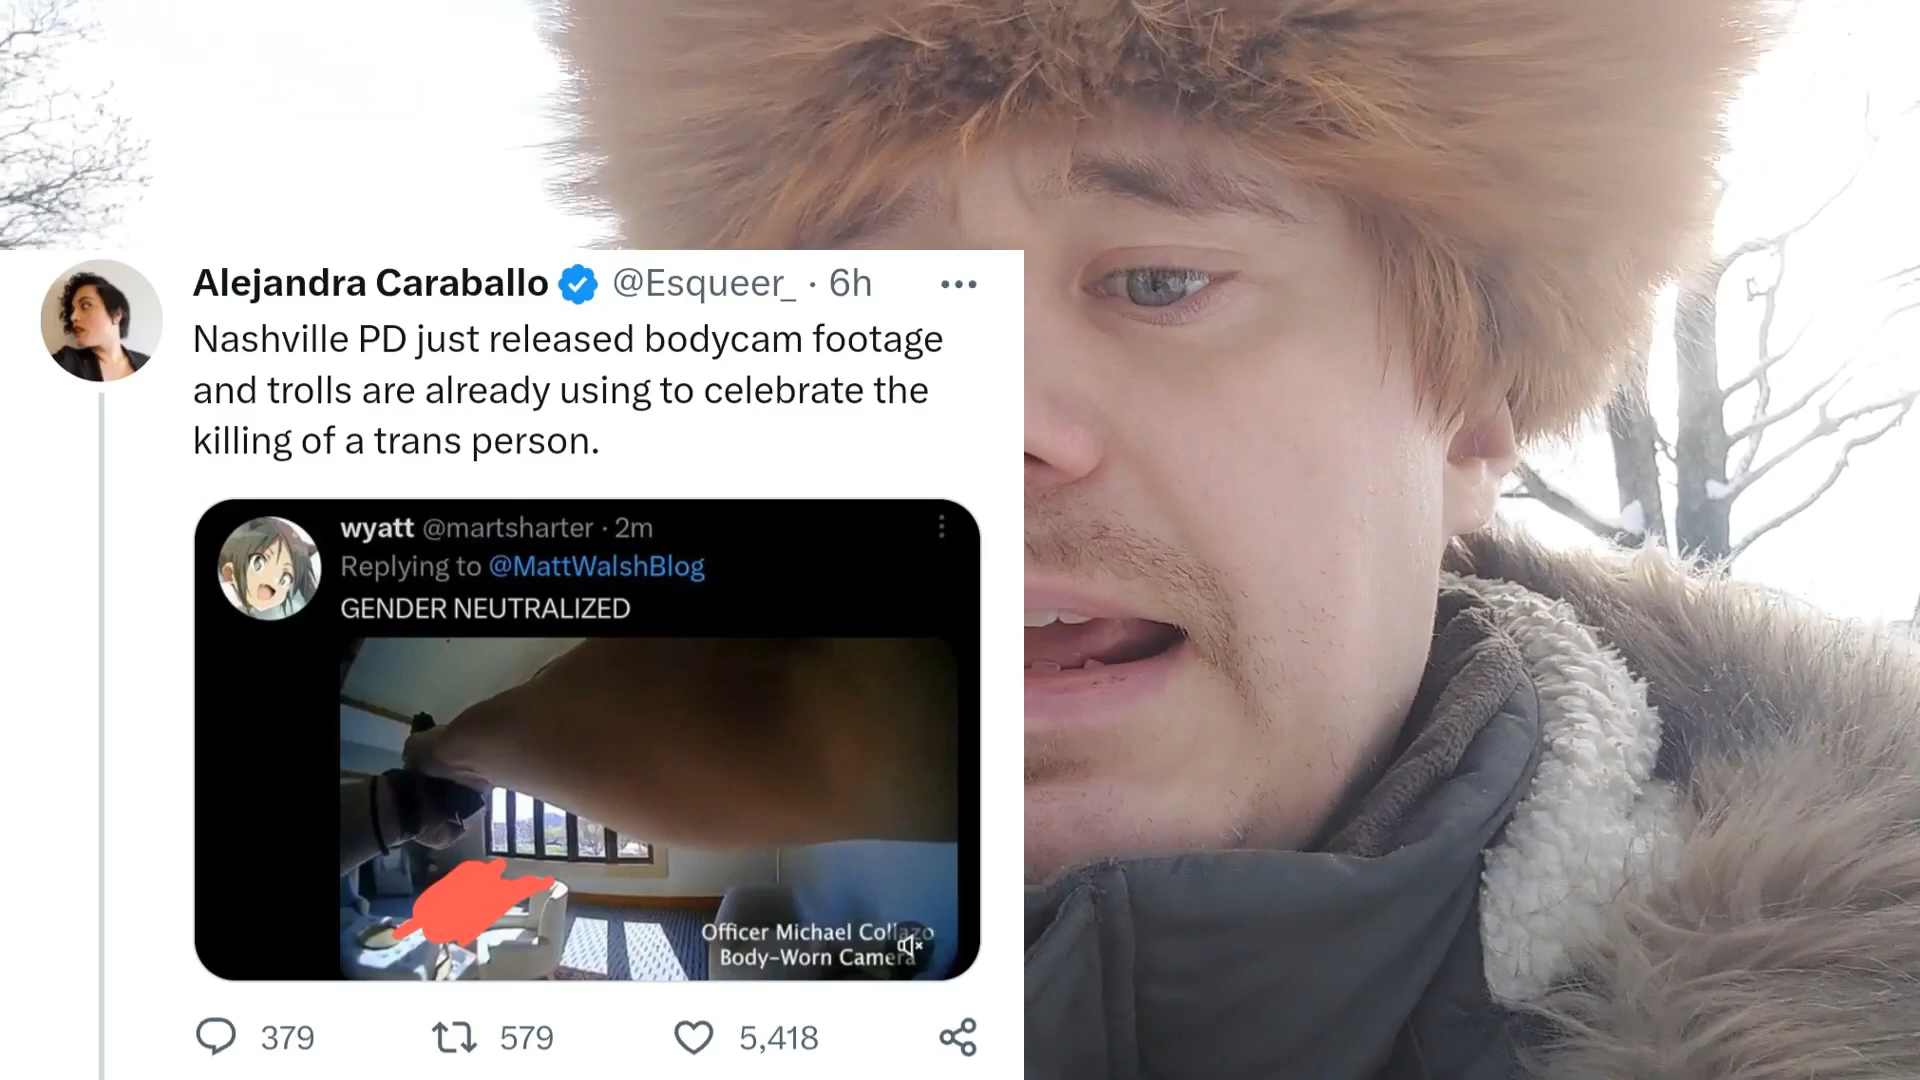 Alejandra Caraballo @Esqueer_ · 6h
Nashville PD just released bodycam footage
and trolls are already using to celebrate the
killing of a trans person.
wyatt @martsharter · 2m
Replying to @MattWalshBlog
GENDER NEUTRALIZED
Officer Michael Collazo
Body-Worn Camera
379 579 5,418